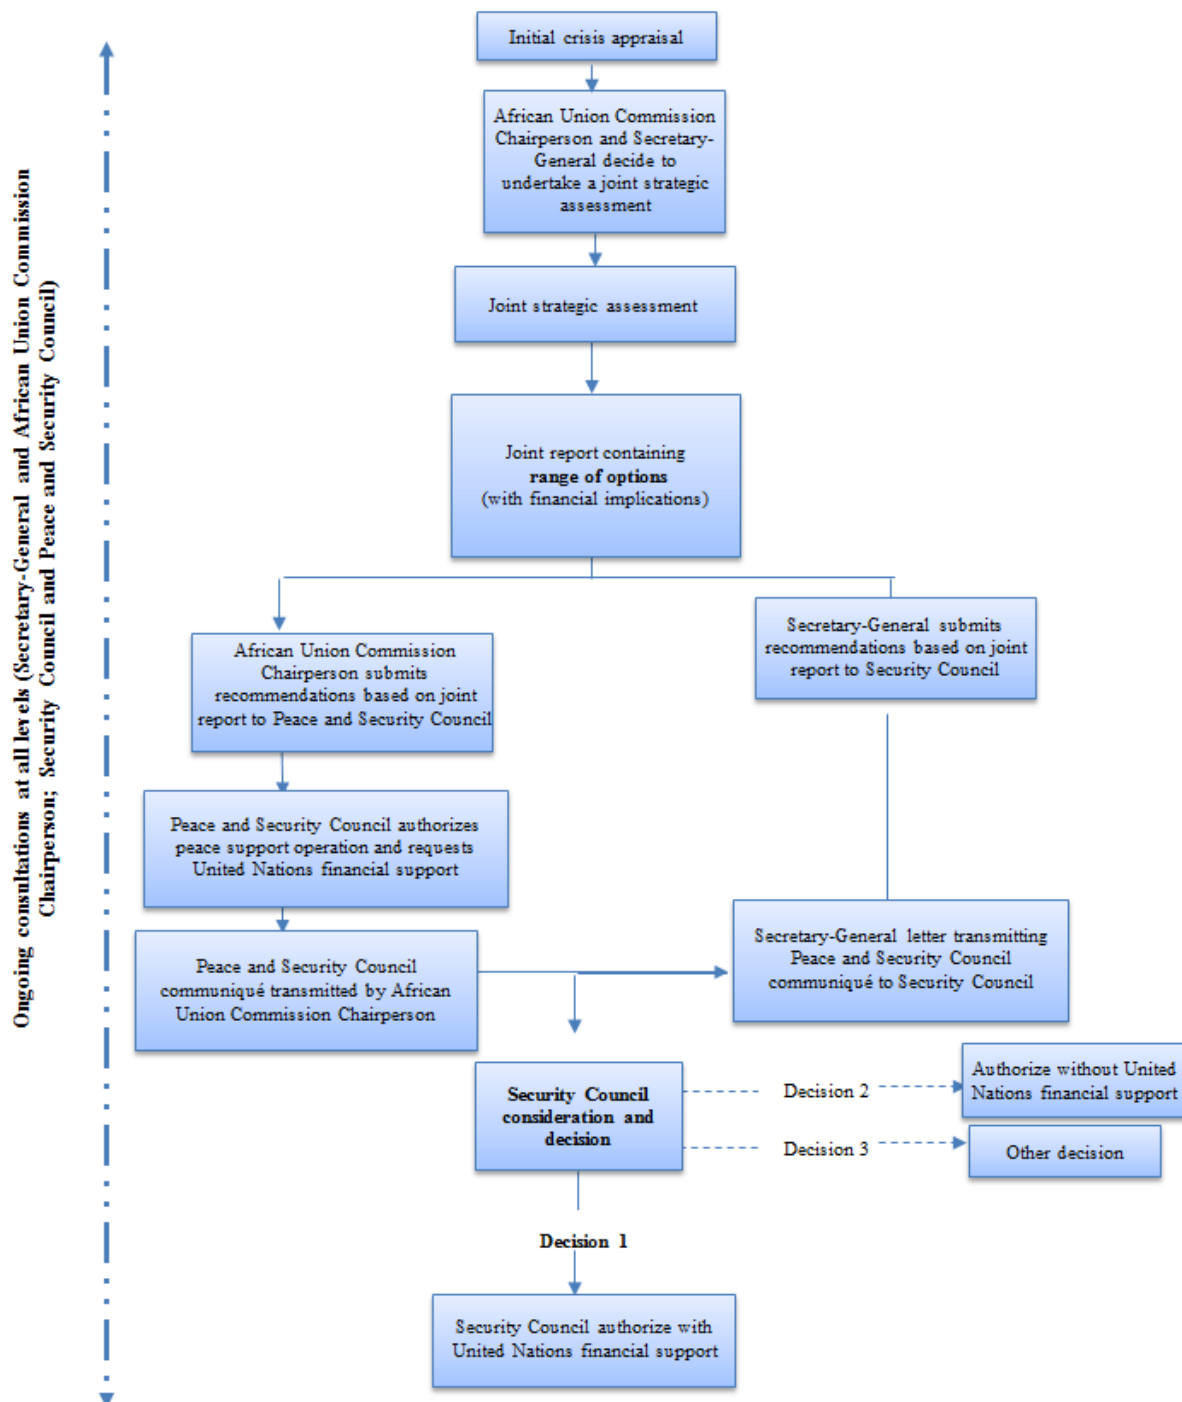 Ongoing consultations at all levels (Secretary-General and African Union Commission
Chairperson; Security Council and Peace and Security Council)
Initial crisis appraisal
African Union Commission
Chairperson and Secretary-
General decide to
undertake a joint strategic
assessment
Joint strategic assessment
Joint report containing
range of options
(with financial implications)
African Union Commission
Chairperson submits
recommendations based on joint
report to Peace and Security Council
Secretary-General submits
recommendations based on joint
report to Security Council
Peace and Security Council authorizes
peace support operation and requests
United Nations financial support
Peace and Security Council
communiqué transmitted by African
Union Commission Chairperson
Secretary-General letter transmitting
Peace and Security Council
communiqué to Security Council
Security Council
consideration and
decision
Decision 2
Authorize without United
Nations financial support
Decision 3
Other decision
Decision 1
Security Council authorize with
United Nations financial support